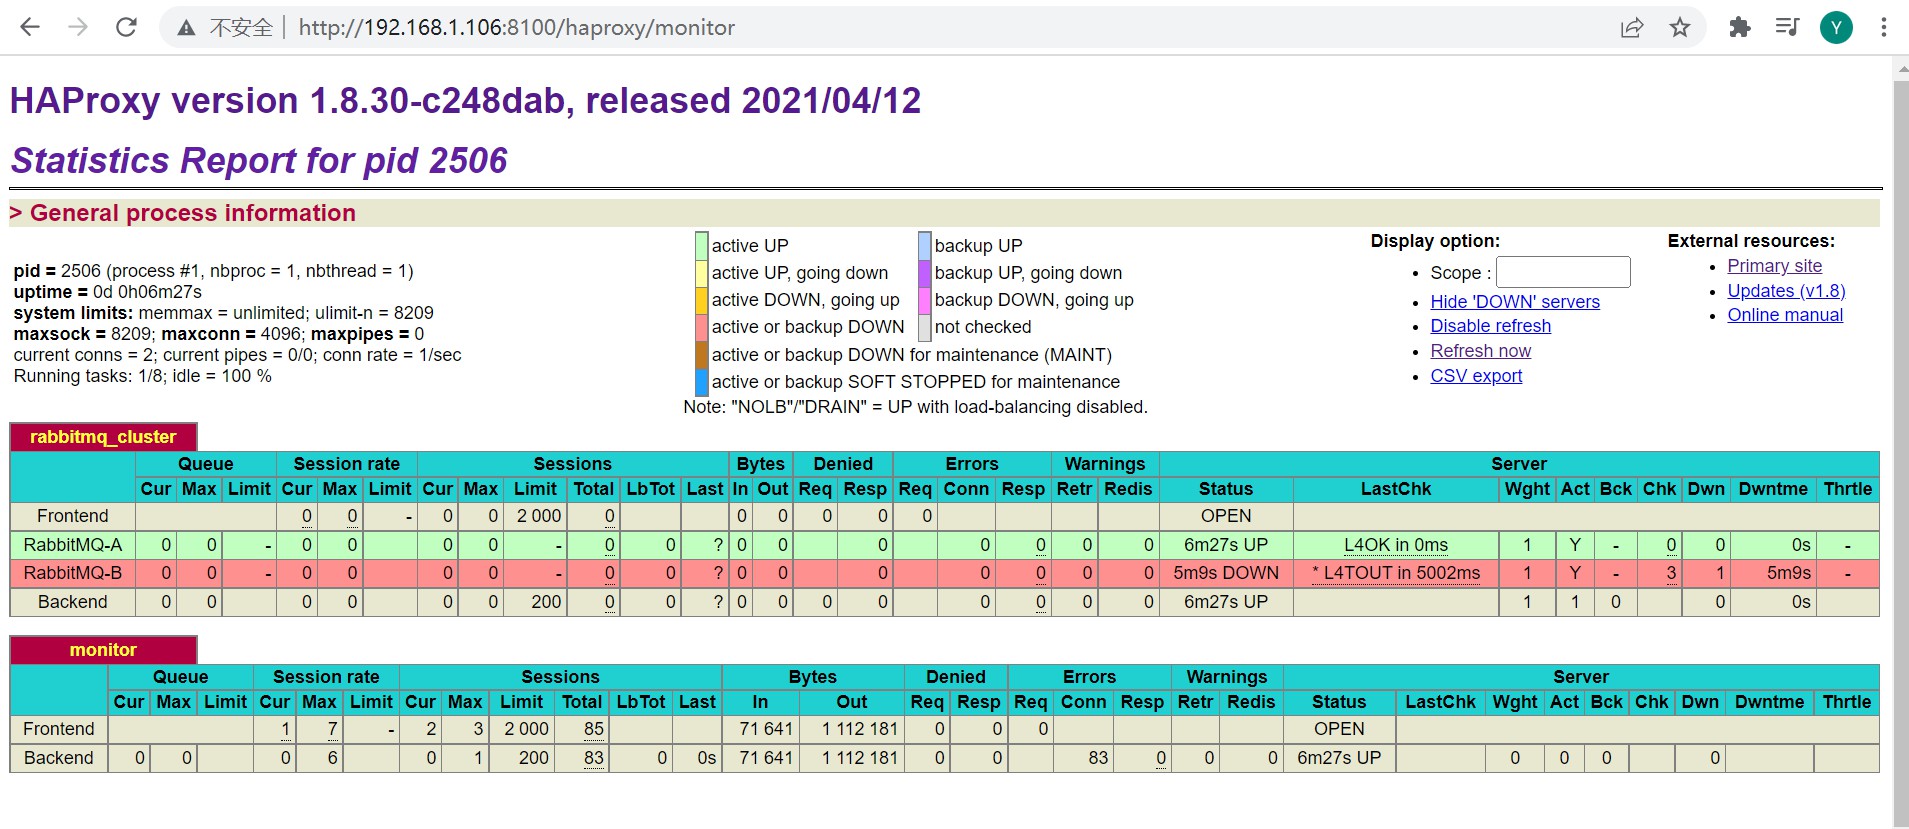 不安全 http://192.168.1.106:8100/haproxy/monitor Y
HAProxy version 1.8.30-c248dab, released 2021/04/12
Statistics Report for pid 2506
> General process information
pid = 2506 (process #1, nbproc = 1, nbthread = 1)
uptime = 0d 0h06m27s
system limits: memmax = unlimited; ulimit-n = 8209
maxsock = 8209; maxconn = 4096; maxpipes = 0
current conns = 2; current pipes = 0/0; conn rate = 1/sec
Running tasks: 1/8; idle = 100 %
active UP backup UP
active UP, going down backup UP, going down
active DOWN, going up backup DOWN, going up
active or backup DOWN not checked
active or backup DOWN for maintenance (MAINT)
active or backup SOFT STOPPED for maintenance
Note: "NOLB"/"DRAIN" = UP with load-balancing disabled.
Display option:
• Scope :
• Hide 'DOWN' servers
• Disable refresh
• Refresh now
• CSV export
External resources:
• Primary site
• Updates (v1.8)
• Online manual
rabbitmq_cluster
Queue Session rate Sessions Bytes Denied Errors Warnings Server
Cur Max Limit Cur Max Limit Cur Max Limit Total LbTot Last In Out Req Resp Req Conn Resp Retr Redis Status LastChk Wght Act Bck Chk Dwn Dwntme Thrtle
Frontend 0 0 - 0 0 2 000 0 0 0 0 0 0 OPEN
RabbitMQ-A 0 0 - 0 0 0 0 - 0 0 ? 0 0 0 0 0 0 0 6m27s UP L4OK in 0ms 1 Y - 0 0 0s -
RabbitMQ-B 0 0 - 0 0 0 0 - 0 0 ? 0 0 0 0 0 0 0 5m9s DOWN * L4TOUT in 5002ms 1 Y - 3 1 5m9s -
Backend 0 0 0 0 0 0 200 0 0 ? 0 0 0 0 0 0 0 0 6m27s UP 1 1 0 0 0s
monitor
Queue Session rate Sessions Bytes Denied Errors Warnings Server
Cur Max Limit Cur Max Limit Cur Max Limit Total LbTot Last In Out Req Resp Req Conn Resp Retr Redis Status LastChk Wght Act Bck Chk Dwn Dwntme Thrtle
Frontend 1 7 - 2 3 2 000 85 71 641 1 112 181 0 0 0 OPEN
Backend 0 0 0 6 0 1 200 83 0 0s 71 641 1 112 181 0 0 83 0 0 0 6m27s UP 0 0 0 0